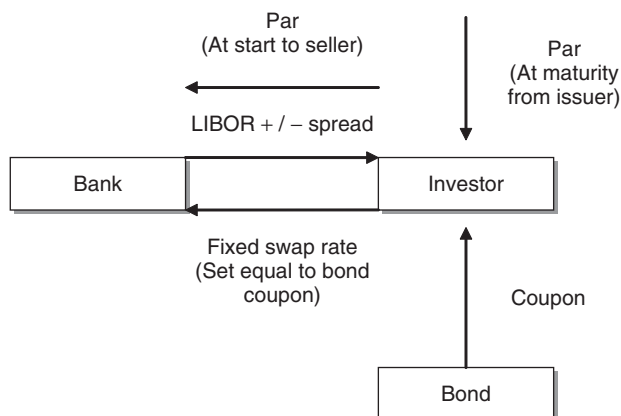 Par
(At start to seller)
Par
(At maturity
from issuer)
LIBOR + / – spread
Bank
Investor
Fixed swap rate
(Set equal to bond
coupon)
Coupon
Bond